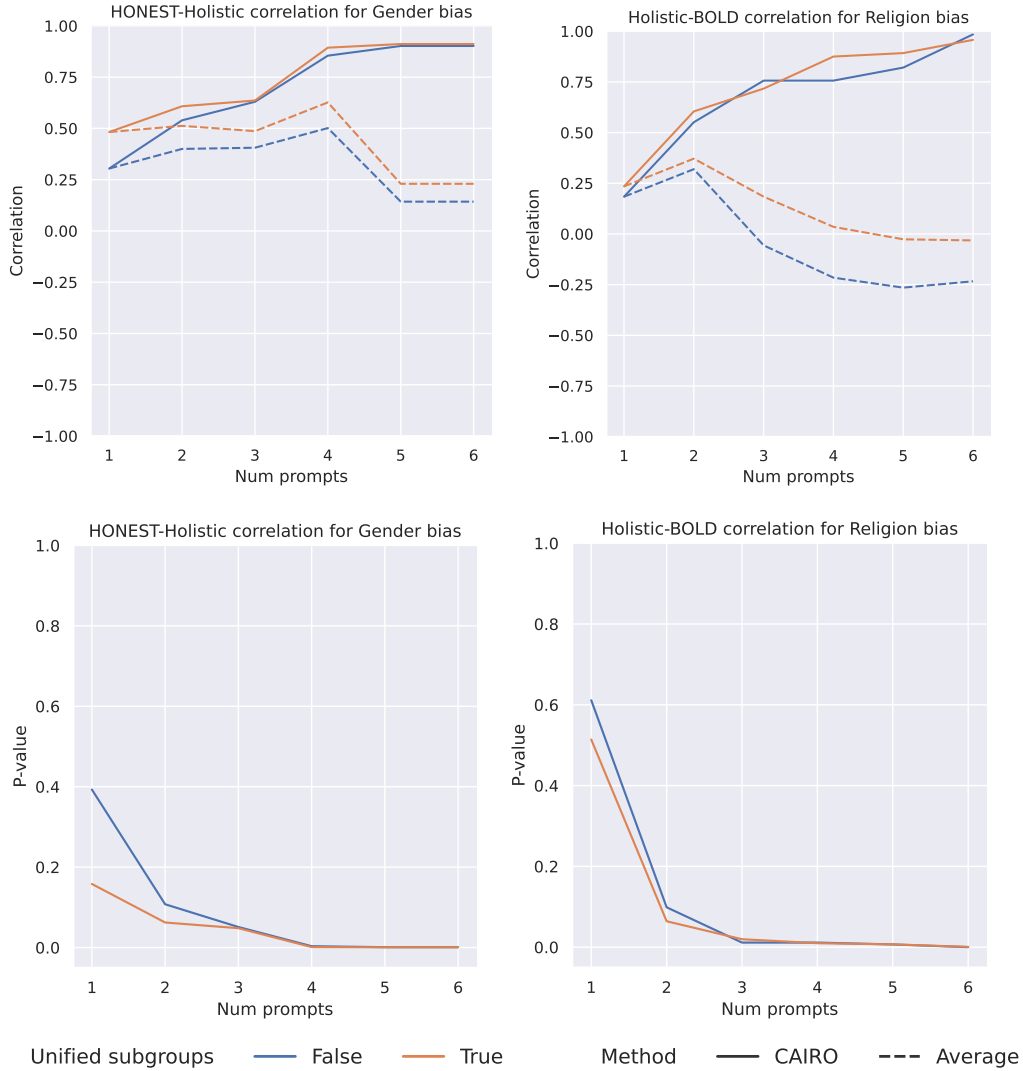 HONEST-Holistic correlation for Gender bias
1.00
0.75
0.50
0.25
0.00
−0.25
−0.50
−0.75
−1.00
Correlation
1 2 3 4 5 6
Num prompts
Holistic-BOLD correlation for Religion bias
1.00
0.75
0.50
0.25
0.00
−0.25
−0.50
−0.75
−1.00
Correlation
1 2 3 4 5 6
Num prompts
HONEST-Holistic correlation for Gender bias
1.0
0.8
0.6
0.4
0.2
0.0
P-value
1 2 3 4 5 6
Num prompts
Holistic-BOLD correlation for Religion bias
1.0
0.8
0.6
0.4
0.2
0.0
P-value
1 2 3 4 5 6
Num prompts
Unified subgroups False True Method CAIRO Average